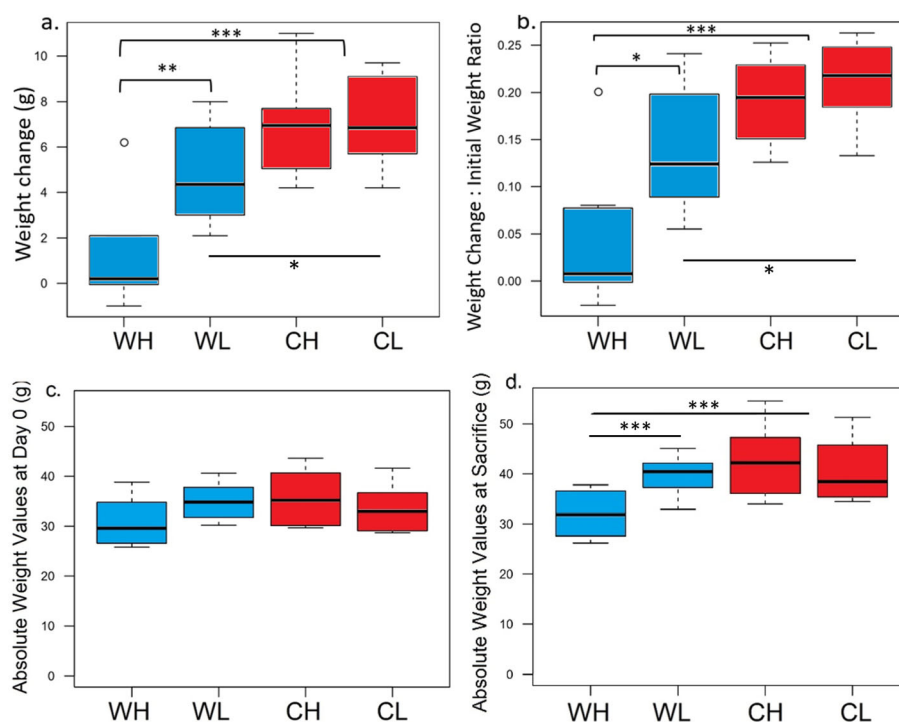 a.
Weight change (g)
10
8
6
4
2
0
***
**
*
WH WL CH CL
b.
Weight Change : Initial Weight Ratio
0.25
0.20
0.15
0.10
0.05
0.00
***
*
*
WH WL CH CL
c.
Absolute Weight Values at Day 0 (g)
50
40
30
20
10
0
WH WL CH CL
d.
Absolute Weight Values at Sacrifice (g)
50
40
30
20
10
0
***
***
WH WL CH CL